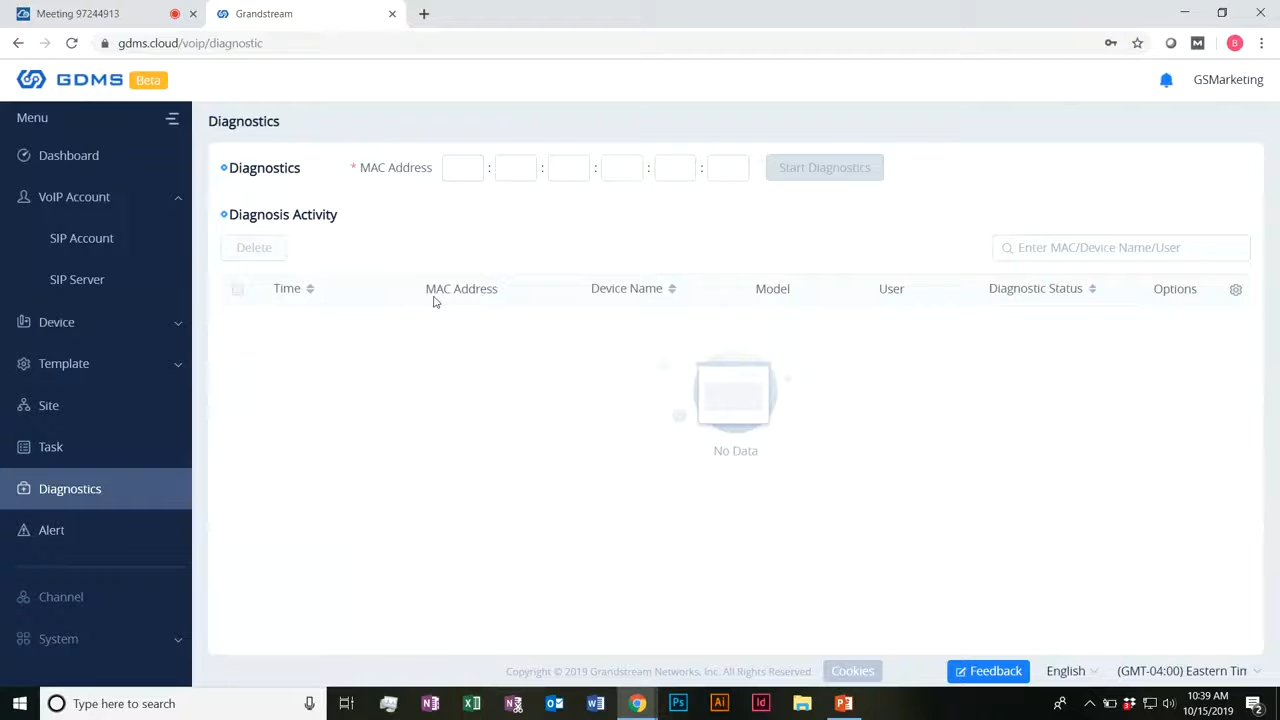 Meeting 97244913
Grandstream
gdms.cloud/voip/diagnostic
B
M
GDMS Beta
GSMarketing
Menu
Dashboard
VoIP Account
SIP Account
SIP Server
Device
Template
Site
Task
Diagnostics
Alert
Channel
System
Diagnostics
Diagnostics * MAC Address : : : : : Start Diagnostics
Diagnosis Activity
Delete
Enter MAC/Device Name/User
Time MAC Address Device Name Model User Diagnostic Status Options
No Data
Copyright © 2019 Grandstream Networks, Inc. All Rights Reserved. Cookies Feedback English (GMT-04:00) Eastern Tim
Type here to search
10:39 AM
10/15/2019
2